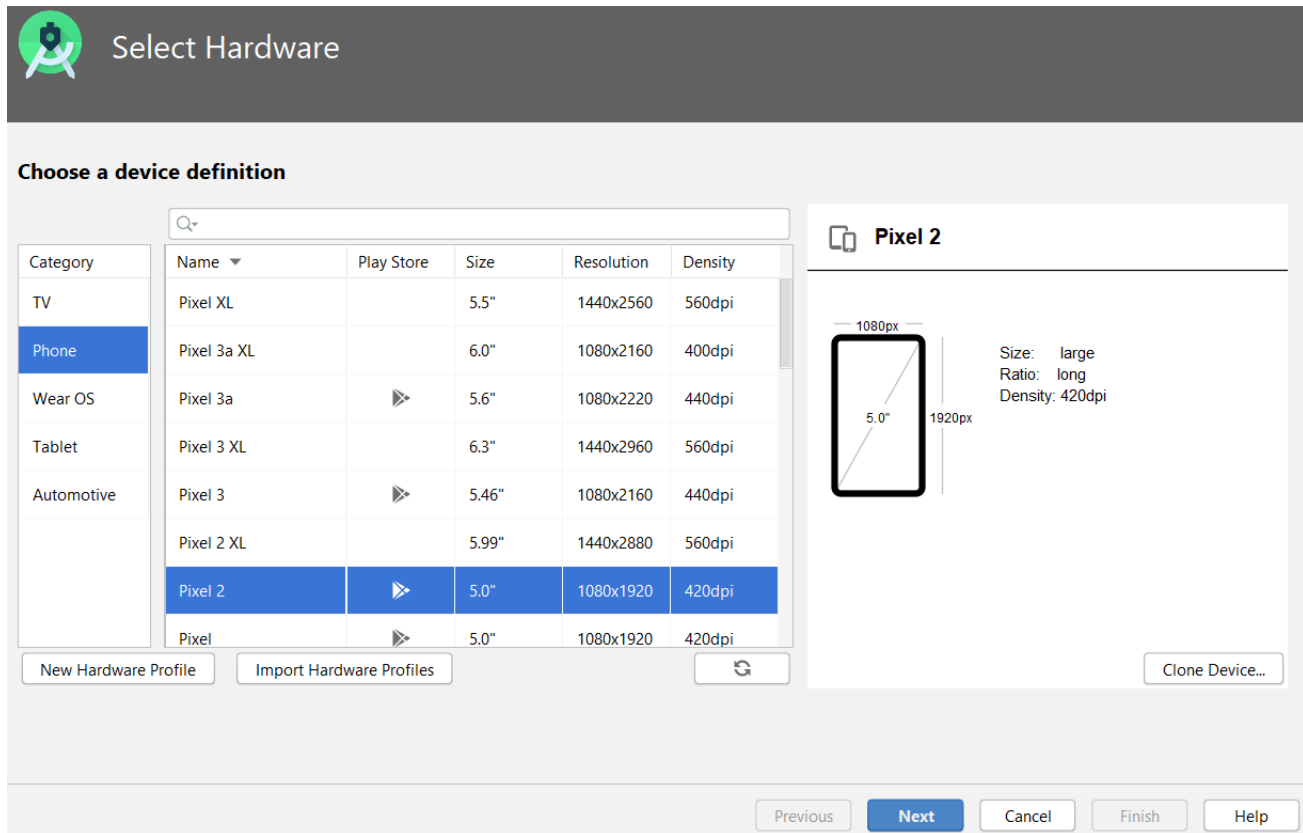 Select Hardware
Choose a device definition
Category
TV
Phone
Wear OS
Tablet
Automotive
Name Play Store Size Resolution Density
Pixel XL 5.5" 1440x2560 560dpi
Pixel 3a XL 6.0" 1080x2160 400dpi
Pixel 3a 5.6" 1080x2220 440dpi
Pixel 3 XL 6.3" 1440x2960 560dpi
Pixel 3 5.46" 1080x2160 440dpi
Pixel 2 XL 5.99" 1440x2880 560dpi
Pixel 2 5.0" 1080x1920 420dpi
Pixel 5.0" 1080x1920 420dpi
New Hardware Profile Import Hardware Profiles
Pixel 2
1080px
5.0"
1920px
Size: large
Ratio: long
Density: 420dpi
Clone Device...
Previous Next Cancel Finish Help